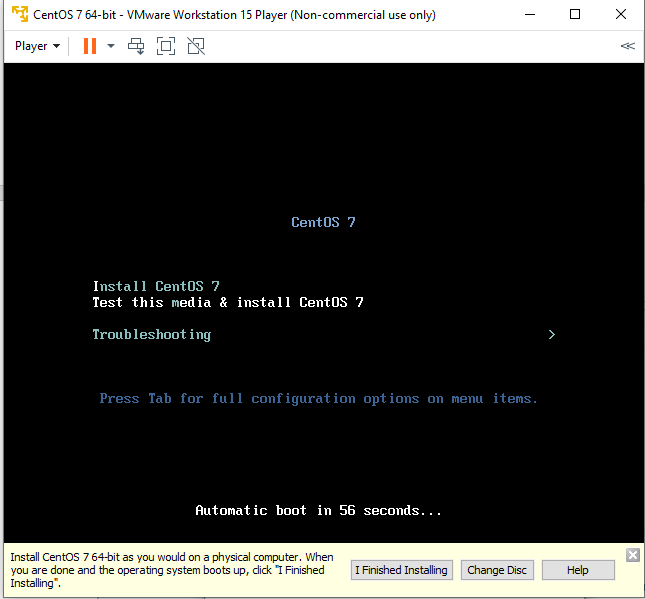 CentOS 7 64-bit - VMware Workstation 15 Player (Non-commercial use only)
Player
CentOS 7
Install CentOS 7
Test this media & install CentOS 7
Troubleshooting >
Press Tab for full configuration options on menu items.
Automatic boot in 56 seconds...
Install CentOS 7 64-bit as you would on a physical computer. When
you are done and the operating system boots up, click "I Finished
Installing".
I Finished Installing Change Disc Help